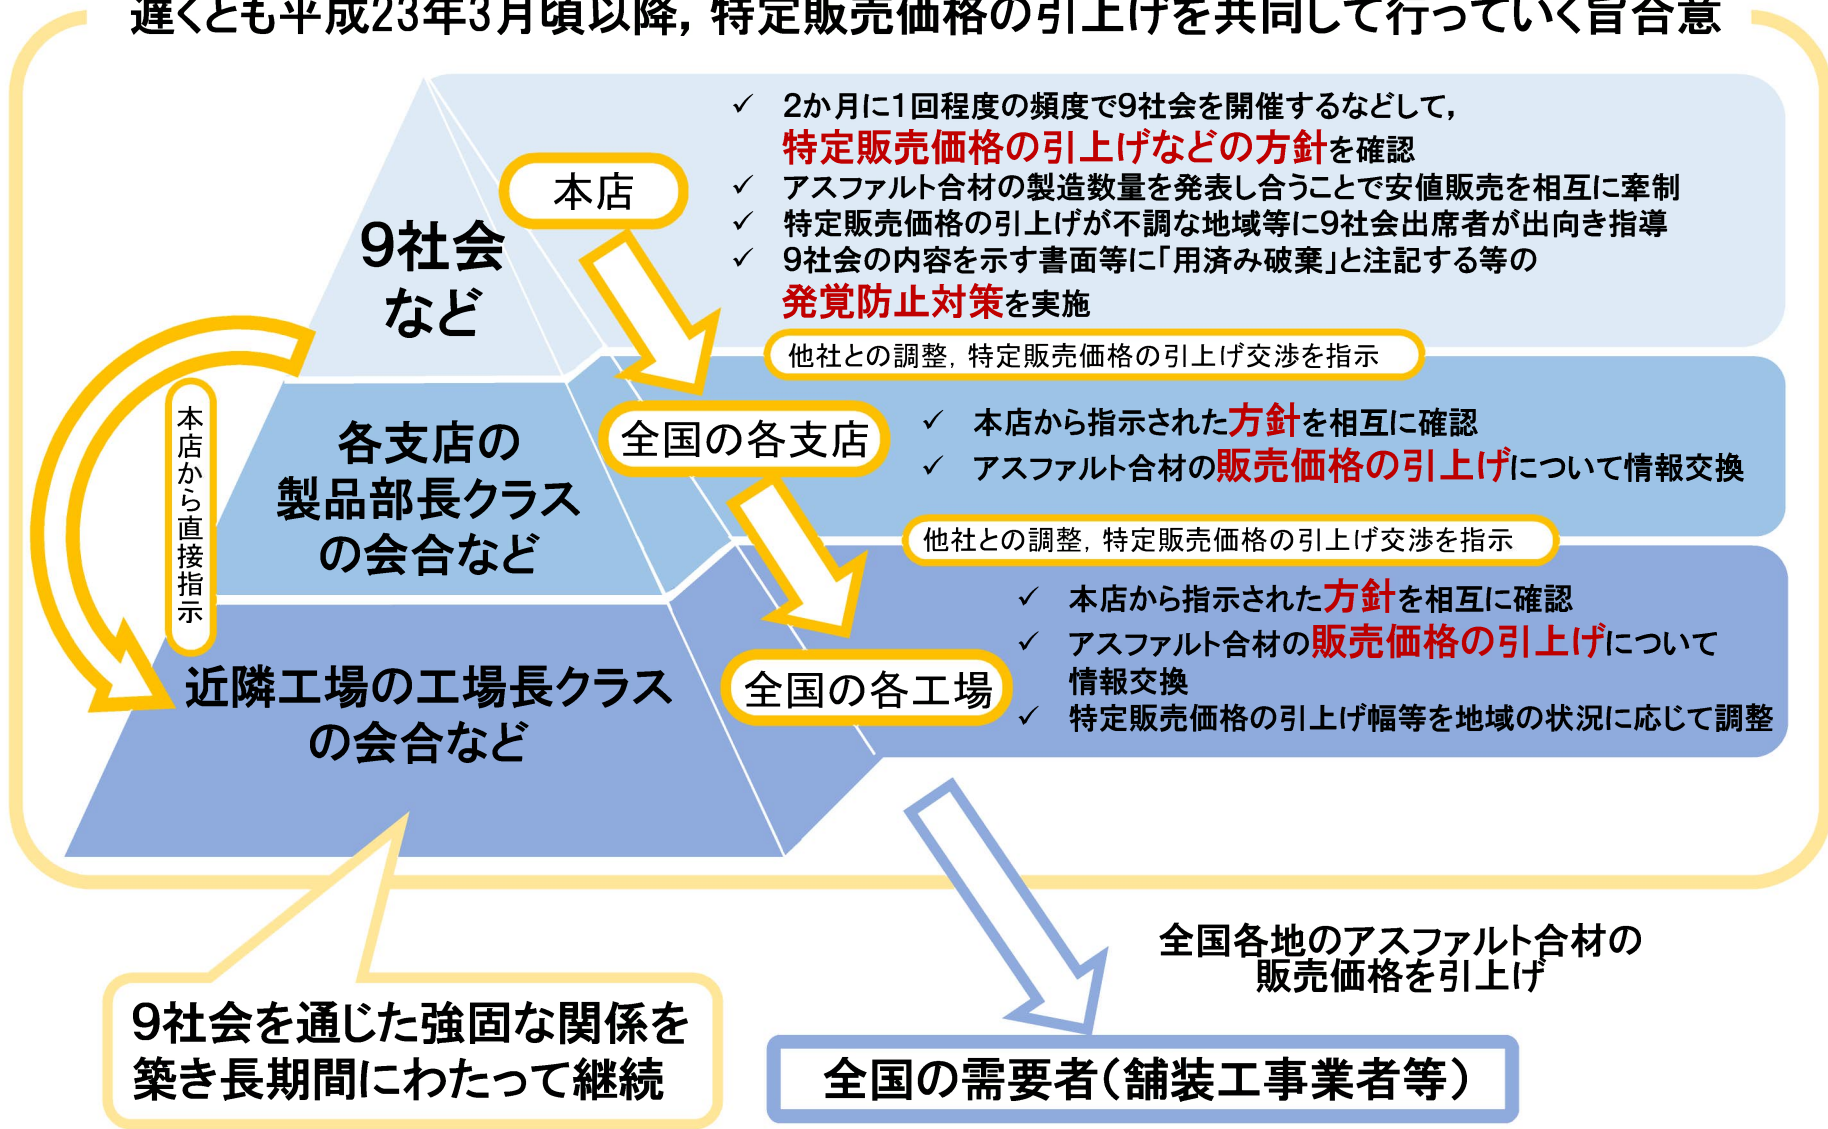 遅くとも平成23年3月頃以降，特定販売価格の引上げを共同して行っていく旨合意
本店
✓ 2か月に1回程度の頻度で9社会を開催するなどして，
特定販売価格の引上げなどの方針を確認
✓ アスファルト合材の製造数量を発表し合うことで安値販売を相互に牽制
✓ 特定販売価格の引上げが不調な地域等に9社会出席者が出向き指導
✓ 9社会の内容を示す書面等に「用済み破棄」と注記する等の
発覚防止対策を実施
9社会
など
他社との調整，特定販売価格の引上げ交渉を指示
本店から直接指示
各支店の
製品部長クラス
の会合など
全国の各支店
✓ 本店から指示された方針を相互に確認
✓ アスファルト合材の販売価格の引上げについて情報交換
他社との調整，特定販売価格の引上げ交渉を指示
近隣工場の工場長クラス
の会合など
全国の各工場
✓ 本店から指示された方針を相互に確認
✓ アスファルト合材の販売価格の引上げについて
情報交換
✓ 特定販売価格の引上げ幅等を地域の状況に応じて調整
全国各地のアスファルト合材の
販売価格を引上げ
9社会を通じた強固な関係を
築き長期間にわたって継続
全国の需要者（舗装工事業者等）